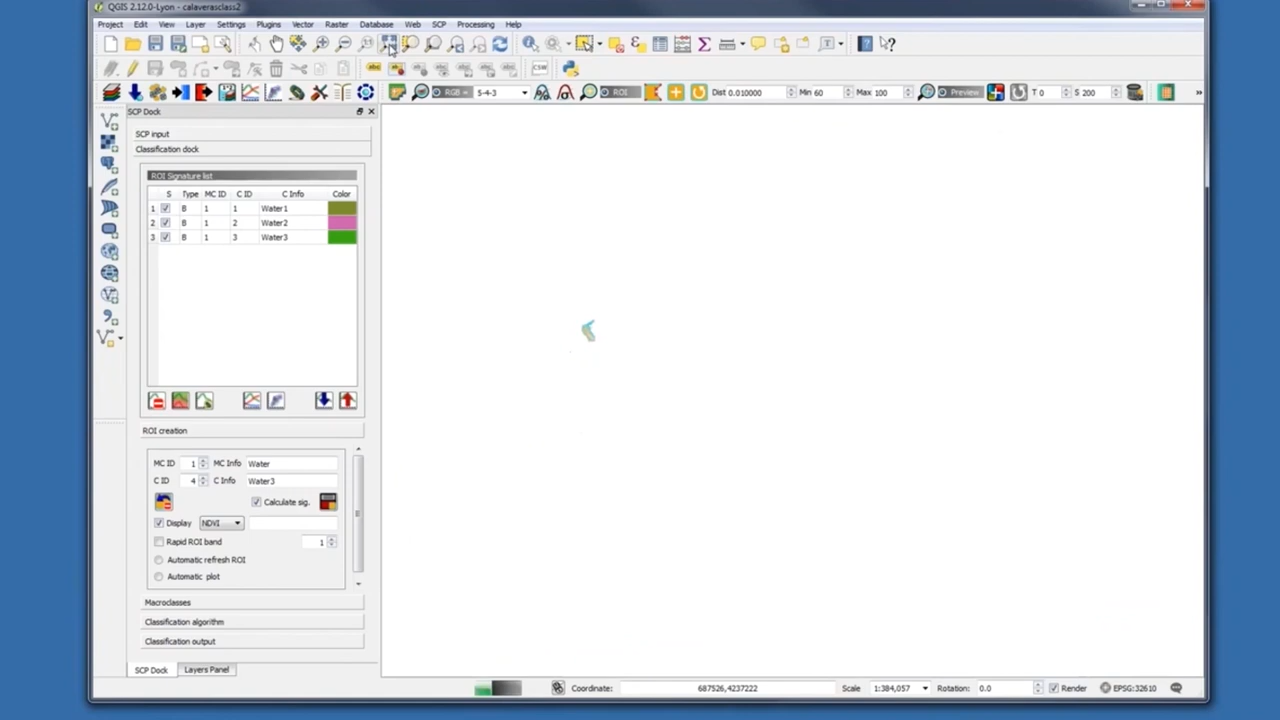 QGIS 2.12.0-Lyon - calaverasclass2
Project Edit View Layer Settings Plugins Vector Raster Database Web SCP Processing Help
RGB = 5-4-3 ROI Dist 0.010000 Min 60 Max 100 Preview T 0 S 200
SCP Dock
SCP input
Classification dock
ROI Signature list
S Type MC ID C ID C Info Color
1 B 1 1 Water1
2 B 1 2 Water2
3 B 1 3 Water3
ROI creation
MC ID 1 MC Info Water
C ID 4 C Info Water3
Calculate sig.
Display NDVI
Rapid ROI band 1
Automatic refresh ROI
Automatic plot
Macroclasses
Classification algorithm
Classification output
SCP Dock Layers Panel
Coordinate: 687526,4237222 Scale 1:384,057 Rotation: 0.0 Render EPSG:32610